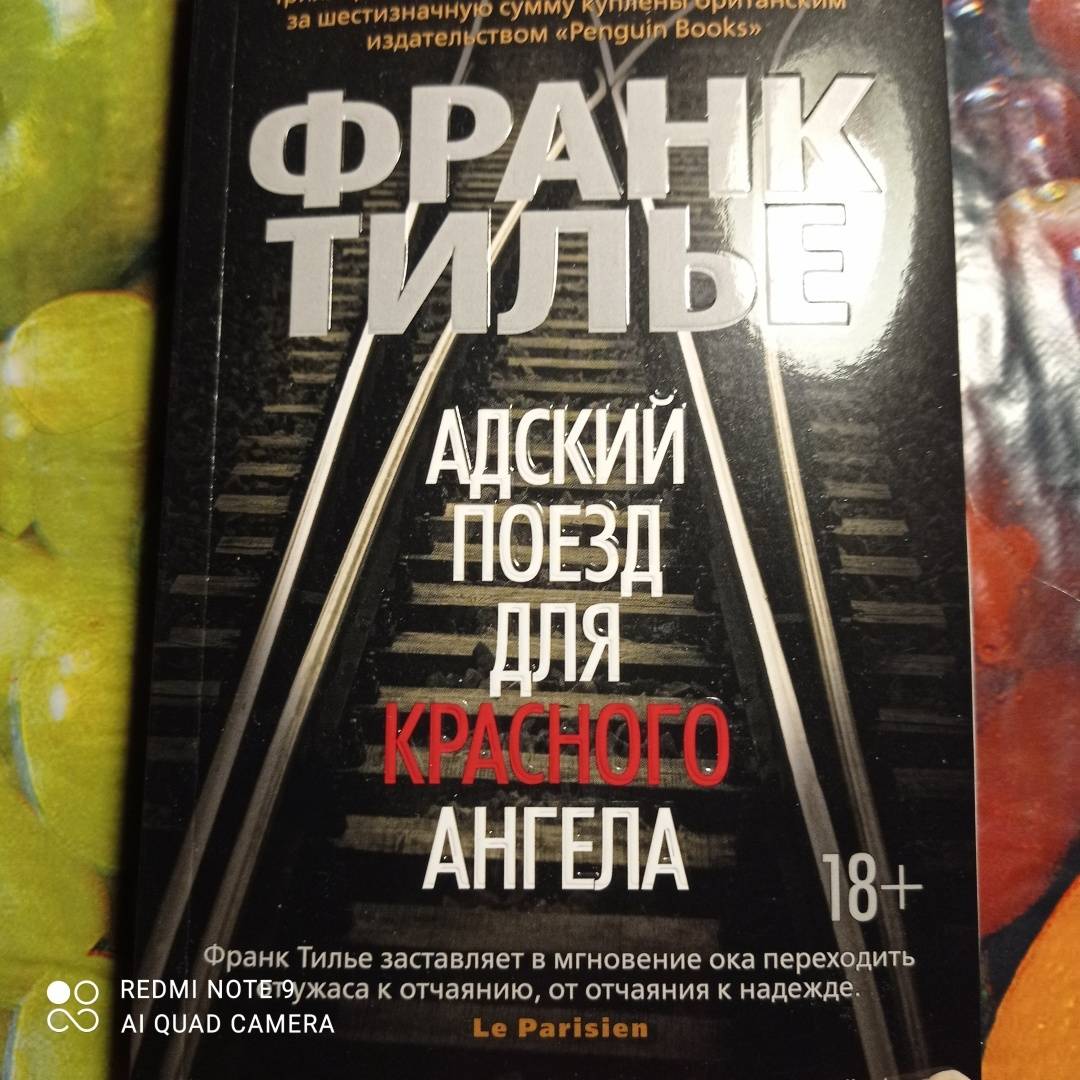 за шестизначную сумму куплены британским
издательством «Penguin Books»
ФРАНК
ТИЛЬЕ
АДСКИЙ
ПОЕЗД
ДЛЯ
КРАСНОГО
АНГЕЛА
18+
Франк Тилье заставляет в мгновение ока переходить
от ужаса к отчаянию, от отчаяния к надежде.
Le Parisien
REDMI NOTE 9
AI QUAD CAMERA